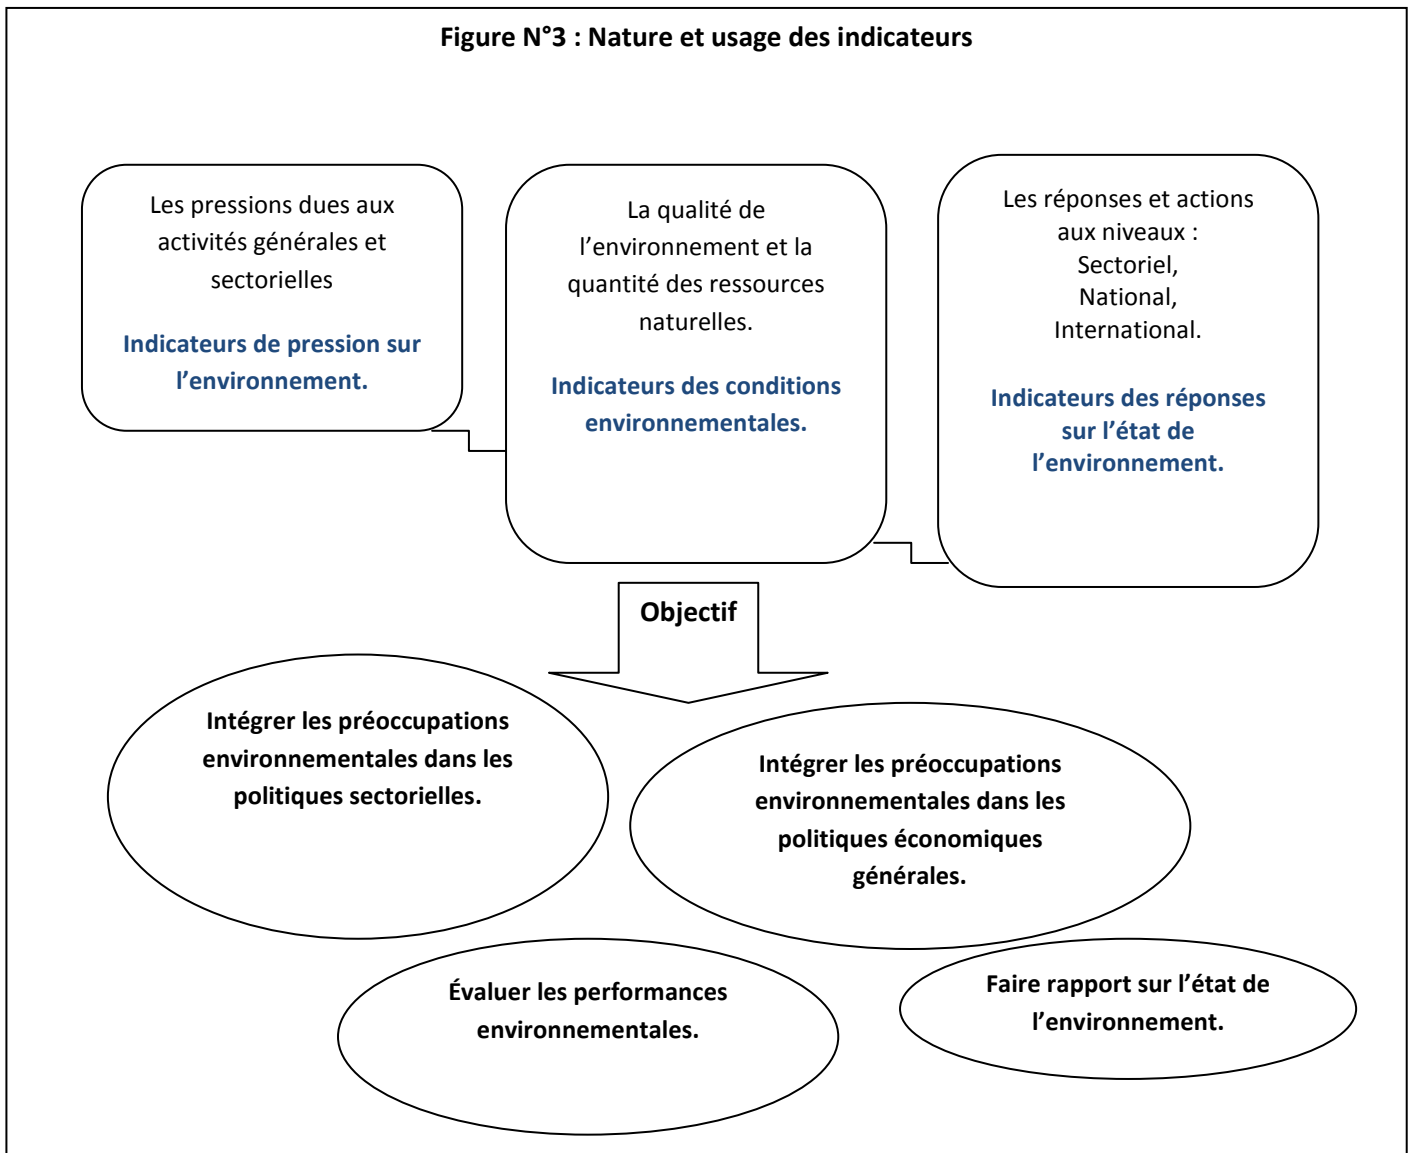 Figure N°3 : Nature et usage des indicateurs
Les pressions dues aux
activités générales et
sectorielles
Indicateurs de pression sur
l’environnement.
La qualité de
l’environnement et la
quantité des ressources
naturelles.
Indicateurs des conditions
environnementales.
Les réponses et actions
aux niveaux :
Sectoriel,
National,
International.
Indicateurs des réponses
sur l’état de
l’environnement.
Objectif
Intégrer les préoccupations
environnementales dans les
politiques sectorielles.
Intégrer les préoccupations
environnementales dans les
politiques économiques
générales.
Évaluer les performances
environnementales.
Faire rapport sur l’état de
l’environnement.